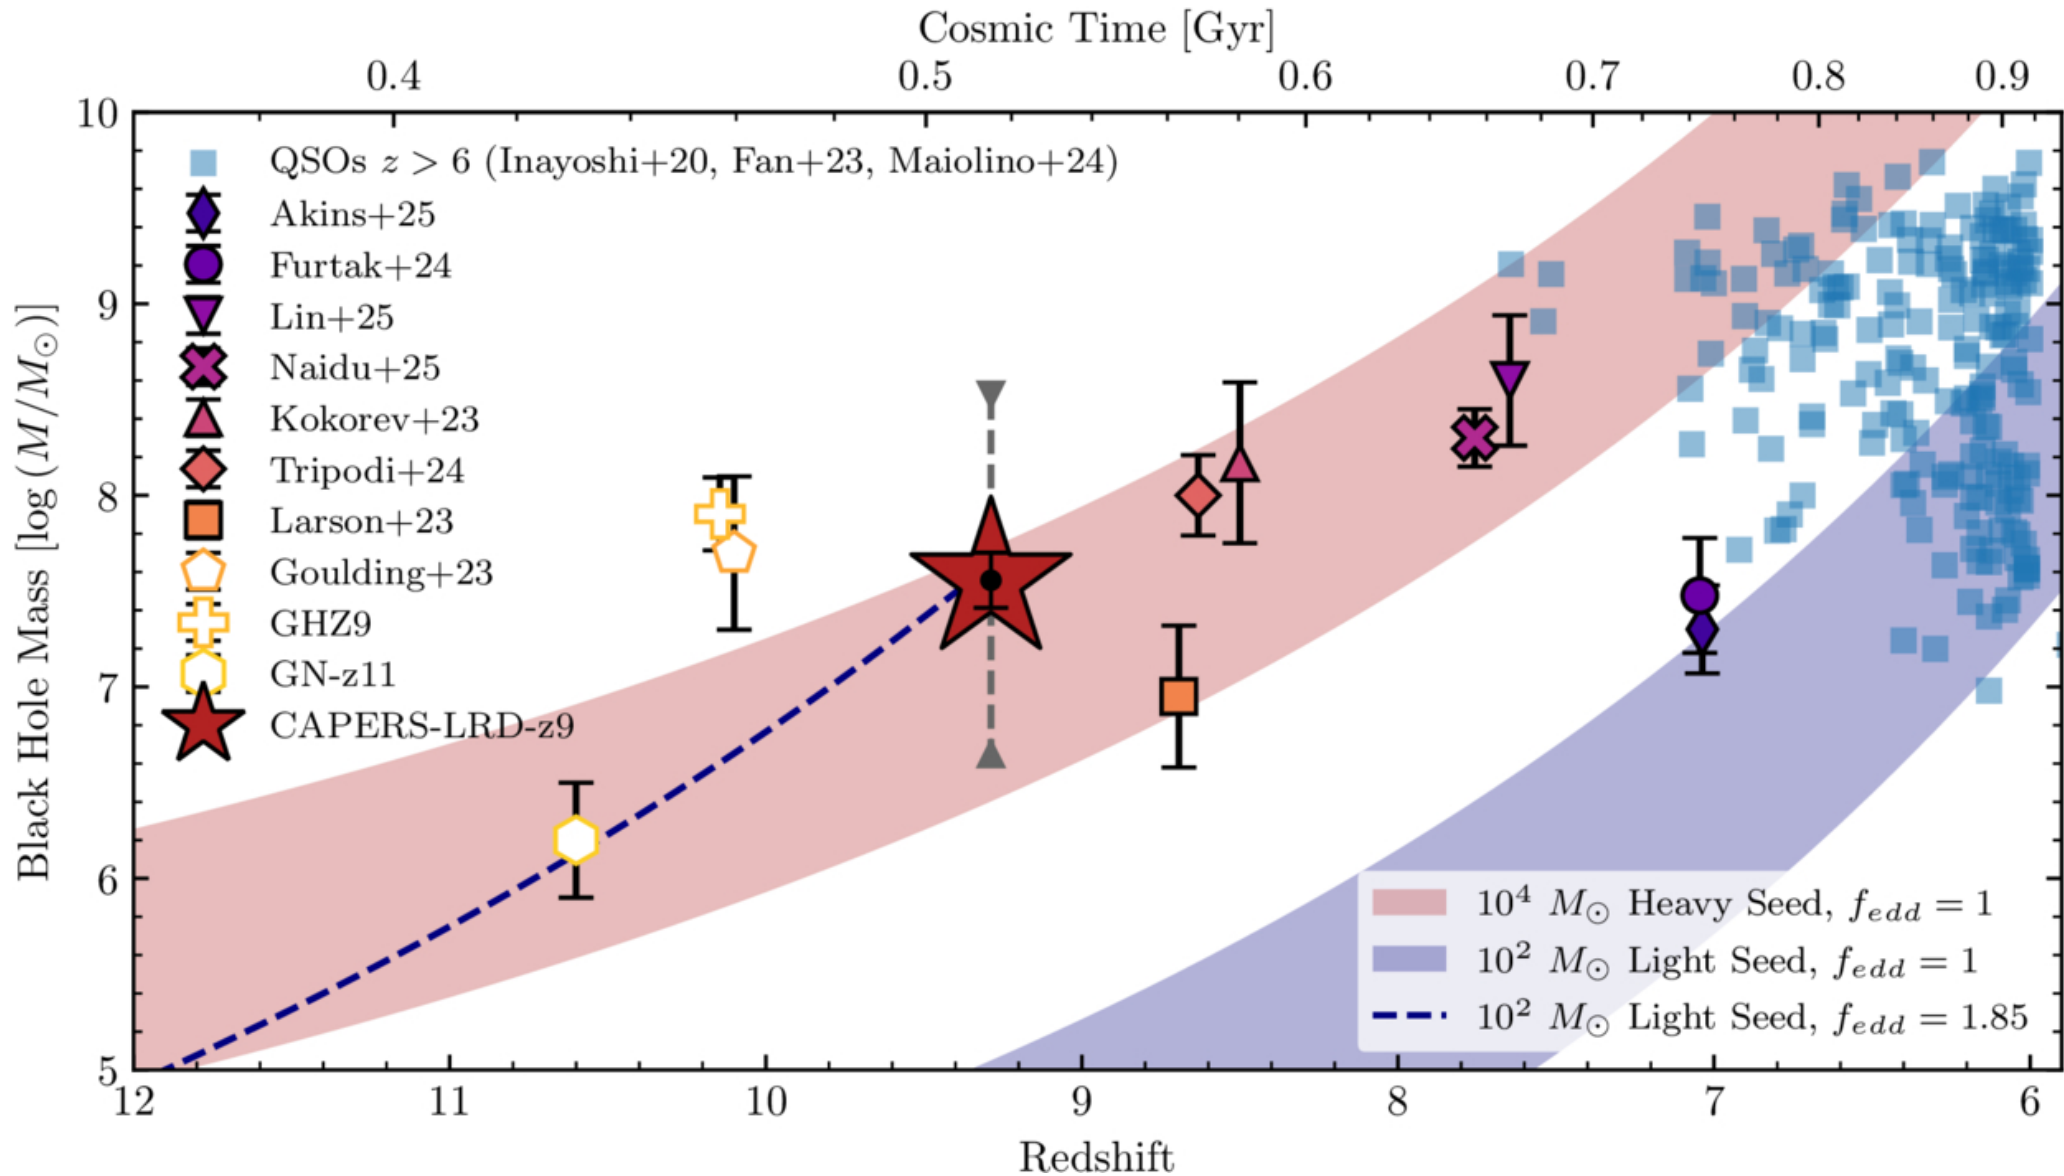 Cosmic Time [Gyr]
0.4 0.5 0.6 0.7 0.8 0.9
10
9
8
7
6
5
Black Hole Mass [log (M/M☉)]
QSOs z > 6 (Inayoshi+20, Fan+23, Maiolino+24)
Akins+25
Furtak+24
Lin+25
Naidu+25
Kokorev+23
Tripodi+24
Larson+23
Goulding+23
GHZ9
GN-z11
CAPERS-LRD-z9
10⁴ M☉ Heavy Seed, f_edd = 1
10² M☉ Light Seed, f_edd = 1
10² M☉ Light Seed, f_edd = 1.85
12 11 10 9 8 7 6
Redshift